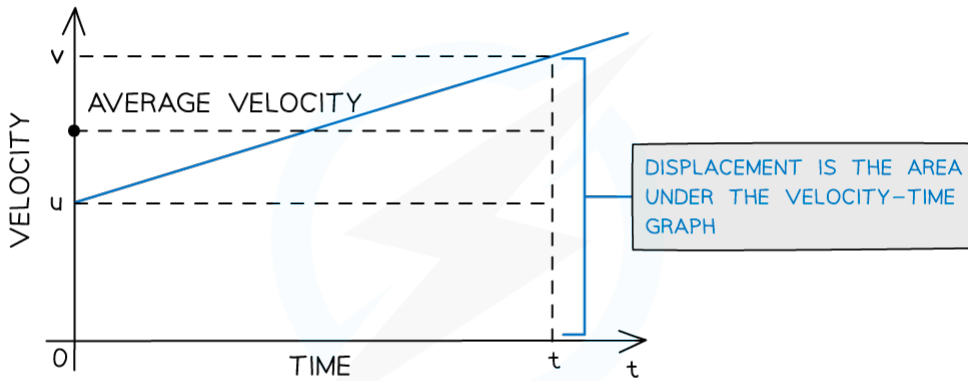 v
AVERAGE VELOCITY
VELOCITY
u
DISPLACEMENT IS THE AREA
UNDER THE VELOCITY-TIME
GRAPH
0
TIME
t
t